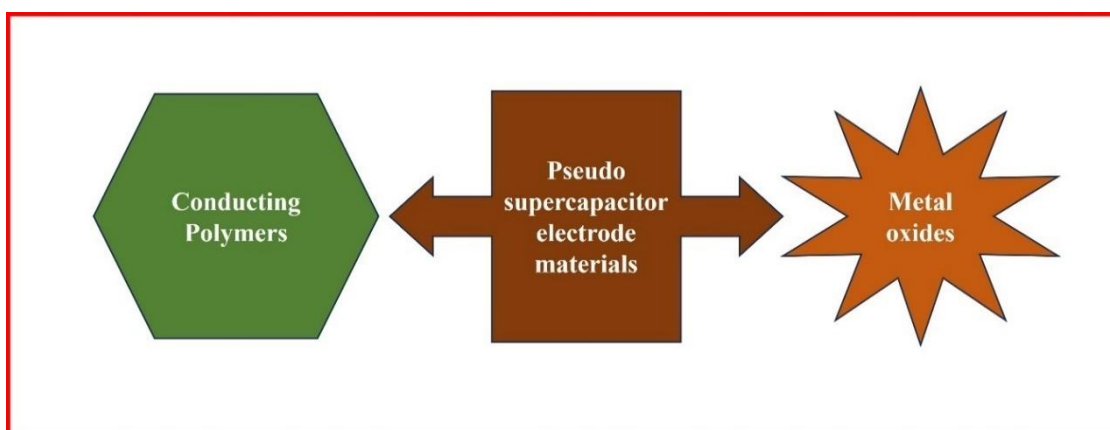 Conducting
Polymers
Pseudo
supercapacitor
electrode
materials
Metal
oxides